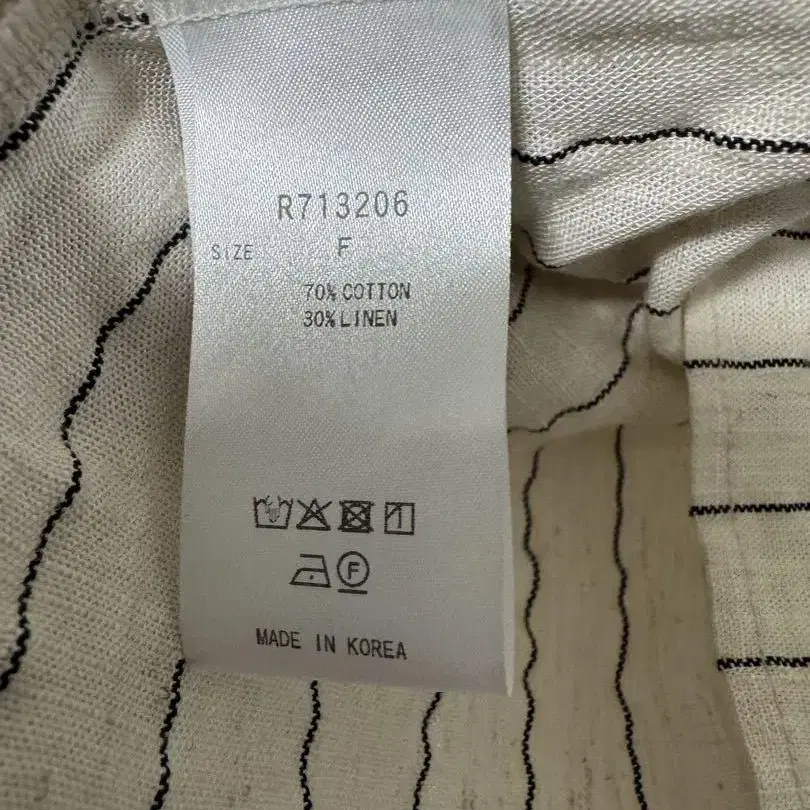 R713206
SIZE F
70% COTTON
30% LINEN
F
MADE IN KOREA